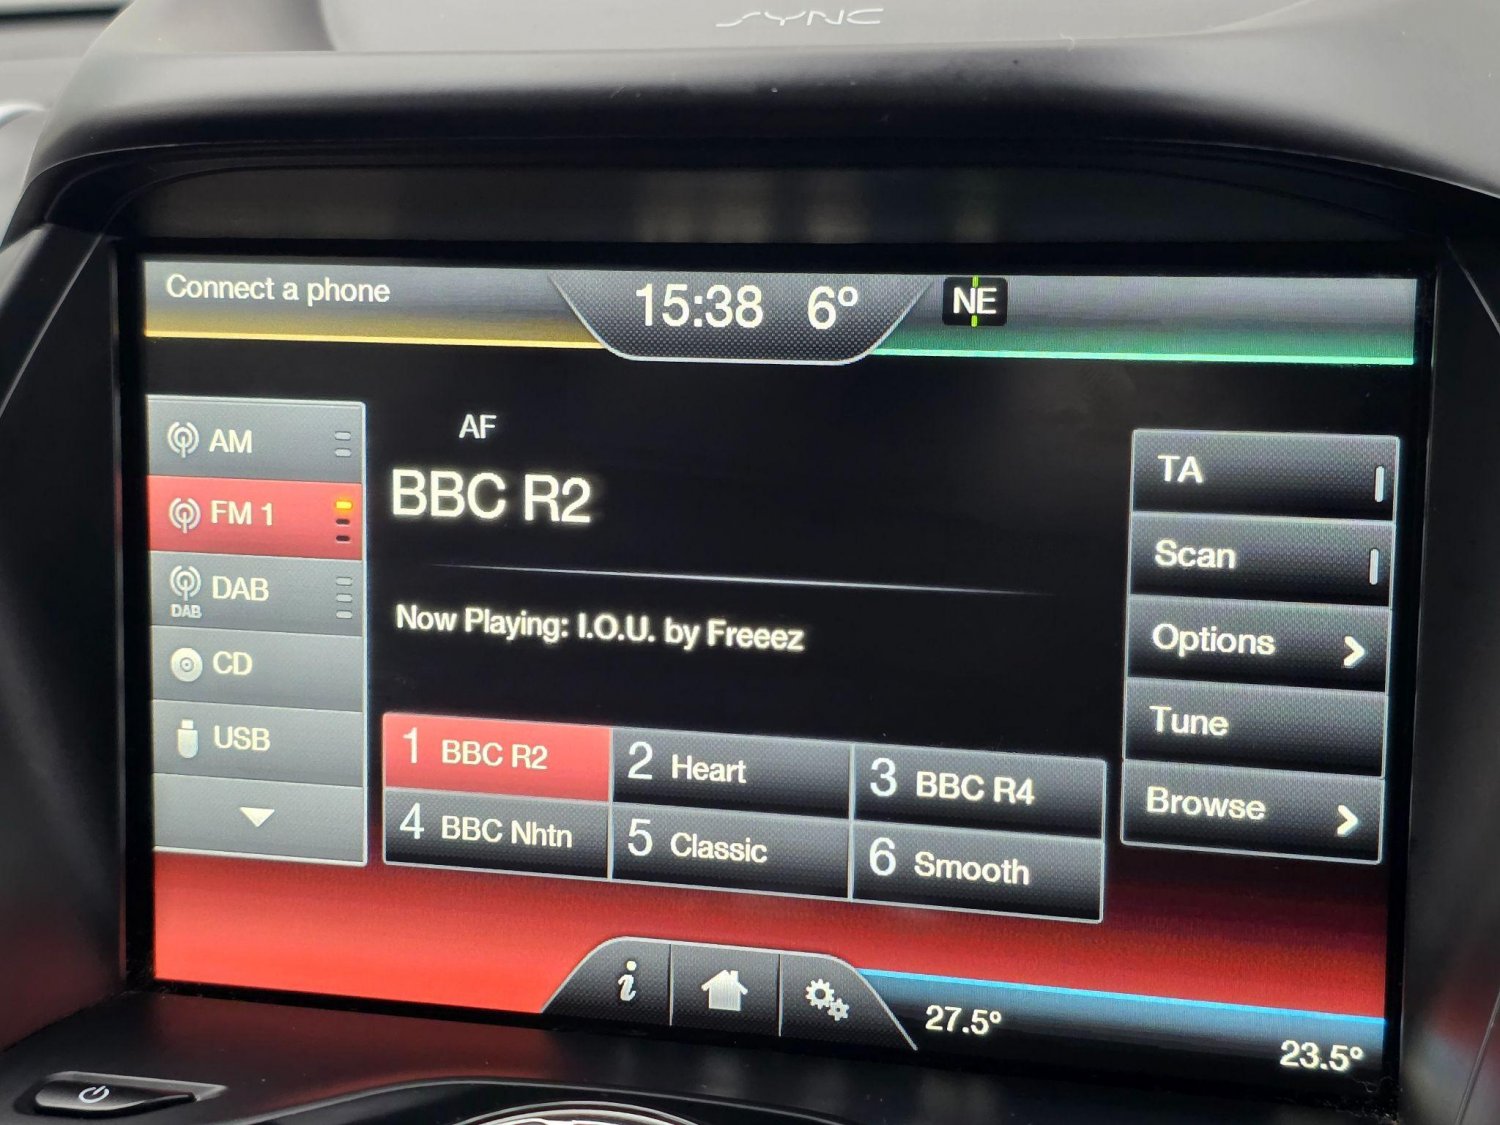 SYNC
Connect a phone
15:38 6°
NE
AM
FM 1
DAB
DAB
CD
USB
AF
BBC R2
Now Playing: I.O.U. by Freeez
1 BBC R2
2 Heart
3 BBC R4
4 BBC Nhtn
5 Classic
6 Smooth
TA
Scan
Options
Tune
Browse
i
27.5°
23.5°